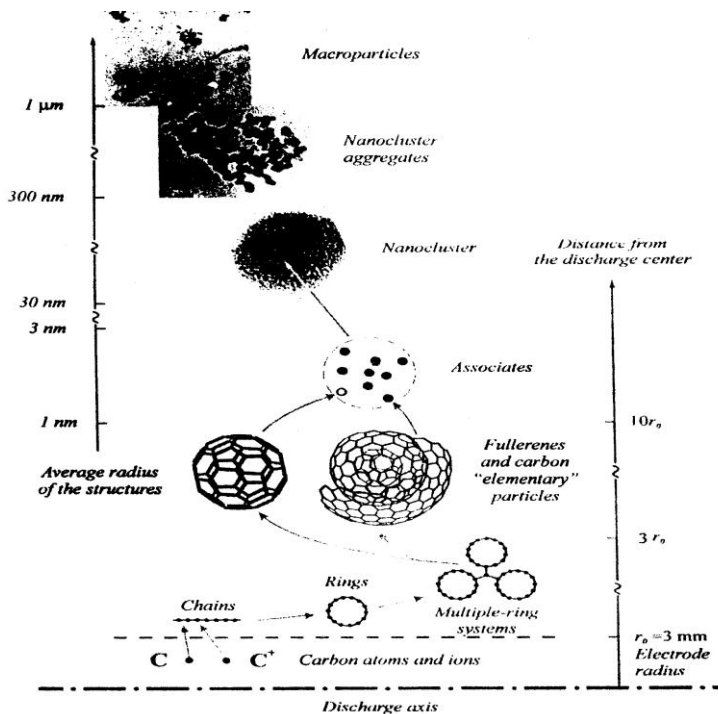 Macroparticles
1 μm
Nanocluster
aggregates
300 nm
Nanocluster
Distance from
the discharge center
30 nm
3 nm
Associates
1 nm
10r₀
Average radius
of the structures
Fullerenes
and carbon
“elementary”
particles
3 r₀
Rings
Chains
Multiple-ring
systems
r₀ =3 mm
Electrode
radius
C
C⁺
Carbon atoms and ions
Discharge axis